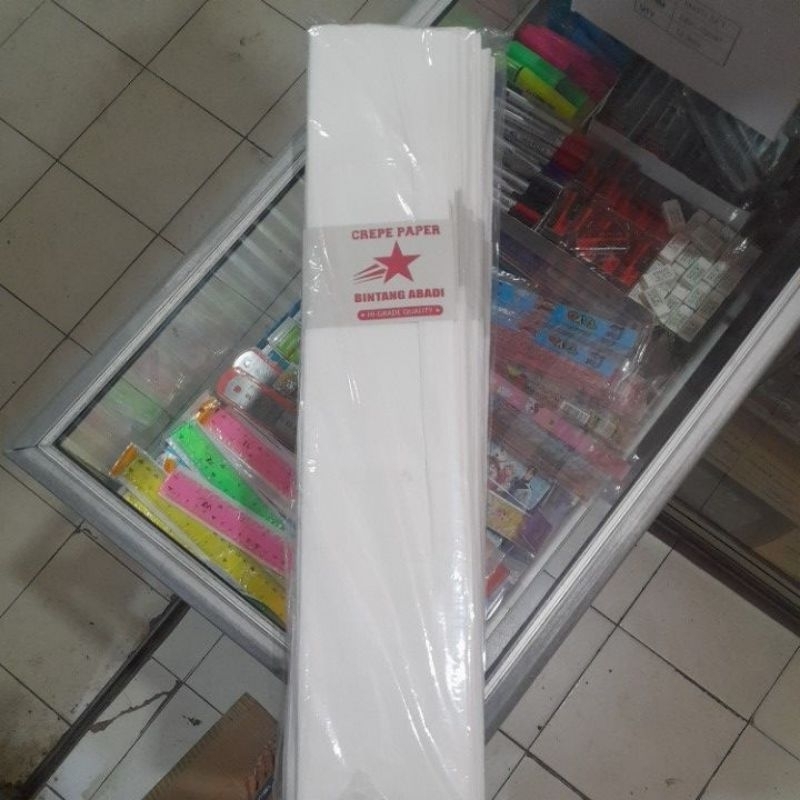 CREPE PAPER
BINTANG ABADI
HI-GRADE QUALITY